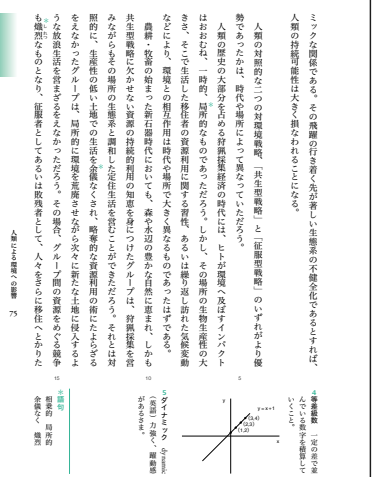 ミックな関係である。その飛躍の行き着く先が著しい生態系の不健全化であるとすれば、
人類の持続可能性は大きく損なわれることになる。
人類の対照的な二つの対環境戦略、「共生型戦略」と「征服型戦略」のいずれがより優
勢であったかは、時代や場所によって異なっていただろう。
人類の歴史の大部分を占める狩猟採集経済の時代には、ヒトが環境へ及ぼすインパクト
はおおむね、一時的、局所的なものであっただろう。しかし、その場所の生物生産性の大
きさ、そこで生活した移住者の資源利用に関する習性、あるいは繰り返し訪れた気候変動
などにより、環境との相互作用は時代や場所で大きく異なるものであったはずである。
農耕・牧畜の始まった新石器時代においても、森や水辺の豊かな自然に恵まれ、しかも
共生型戦略に欠かせない資源の持続的利用の知恵を身につけたグループは、狩猟採集を営
みながらもその場所の生態系と調和した定住生活を営むことができただろう。それとは対
照的に、生産性の低い土地での生活を余儀なくされ、略奪的な資源利用の術にたよらざる
をえなかったグループは、局所的に環境を荒廃させながら次々に新たな土地に侵入するよ
うな放浪生活を営まざるをえなかっただろう。その場合、グループ間の資源をめぐる競争
も熾烈なものとなり、征服者としてあるいは敗残者として、人々をさらに移住へとかりた
しれつ
5
10
15
人類による環境への影響
75
4 等差級数 一定の差で並
んでいる数字を積算して
いくこと。
y
y=x+1
(3,4)
(2,3)
(1,2)
x
5 ダイナミック dynamic
(英語)力強く、躍動感
があるさま。
*語句
相乗的 局所的
余儀なく 熾烈